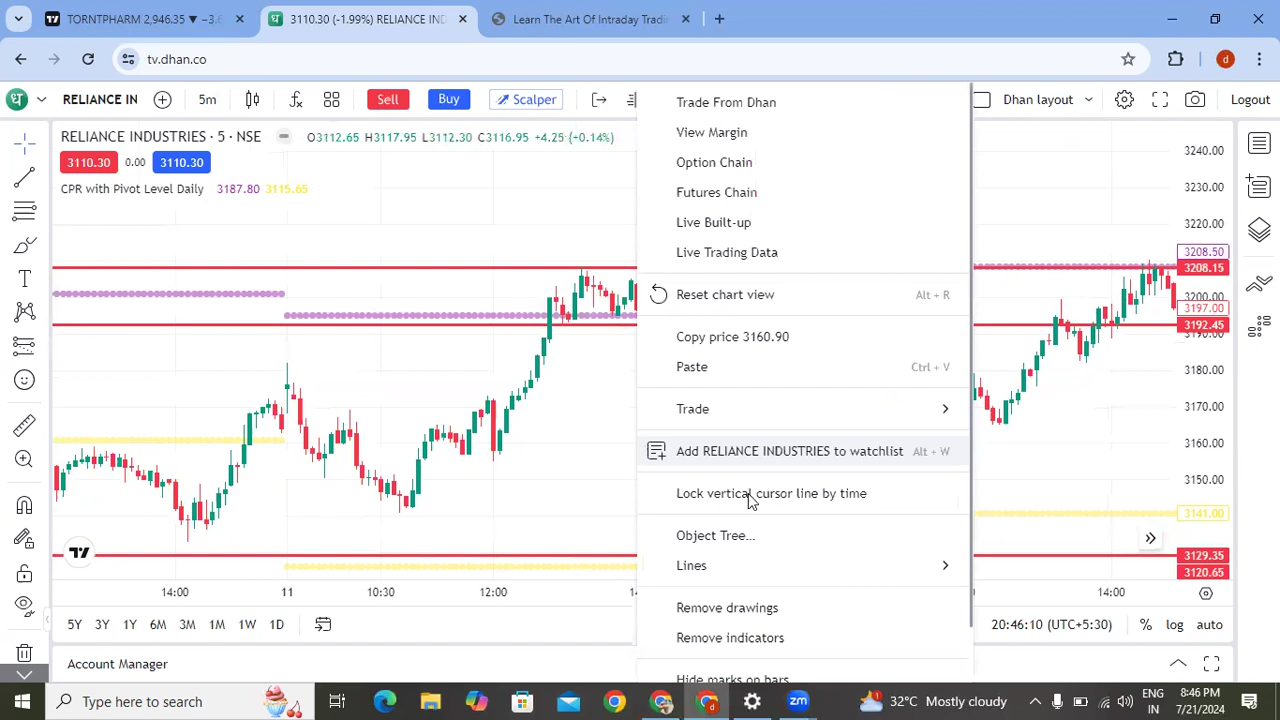 TORNTPHARM 2,946.35 ▼ −3.6
3110.30 (-1.99%) RELIANCE IND
Learn The Art Of Intraday Tradin
tv.dhan.co
RELIANCE IN
5m
Sell
Buy
Scalper
Dhan layout
Logout
RELIANCE INDUSTRIES · 5 · NSE
O3112.65 H3117.95 L3112.30 C3116.95 +4.25 (+0.14%)
3110.30 0.00 3110.30
CPR with Pivot Level Daily 3187.80 3115.65
Trade From Dhan
View Margin
Option Chain
Futures Chain
Live Built-up
Live Trading Data
Reset chart view Alt + R
Copy price 3160.90
Paste Ctrl + V
Trade
Add RELIANCE INDUSTRIES to watchlist Alt + W
Lock vertical cursor line by time
Object Tree...
Lines
Remove drawings
Remove indicators
Hide marks on bars
3240.00
3230.00
3220.00
3208.50
3208.15
3200.00
3197.00
3192.45
3190.00
3180.00
3170.00
3160.00
3150.00
3141.00
3129.35
3120.65
14:00 11 10:30 12:00 14:00
5Y 3Y 1Y 6M 3M 1M 1W 1D
20:46:10 (UTC+5:30) % log auto
Account Manager
Type here to search
32°C Mostly cloudy
ENG
IN
8:46 PM
7/21/2024